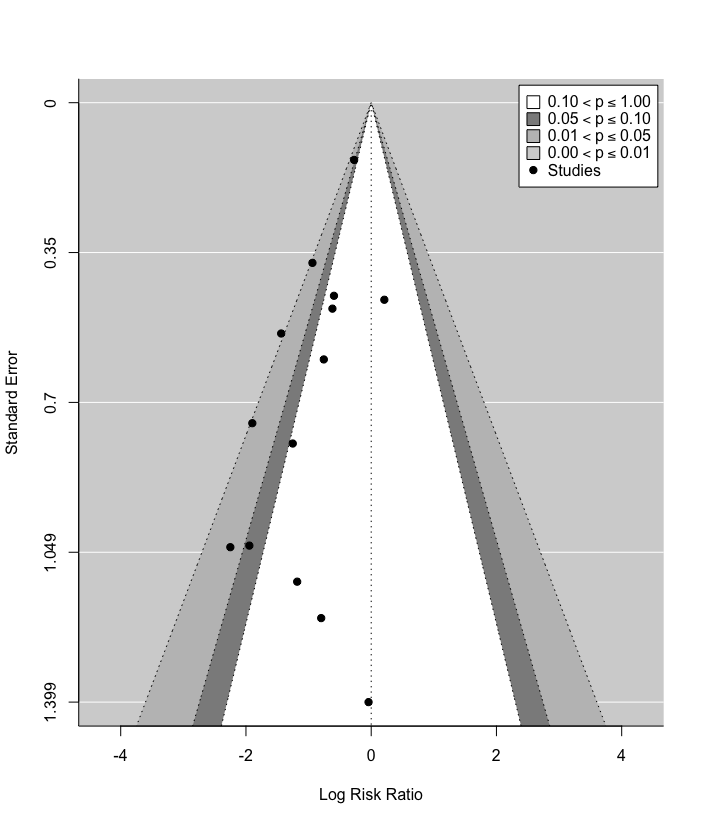 0.10 < p ≤ 1.00
0.05 < p ≤ 0.10
0.01 < p ≤ 0.05
0.00 < p ≤ 0.01
Studies
Standard Error
0
0.35
0.7
1.049
1.399
-4
-2
0
2
4
Log Risk Ratio